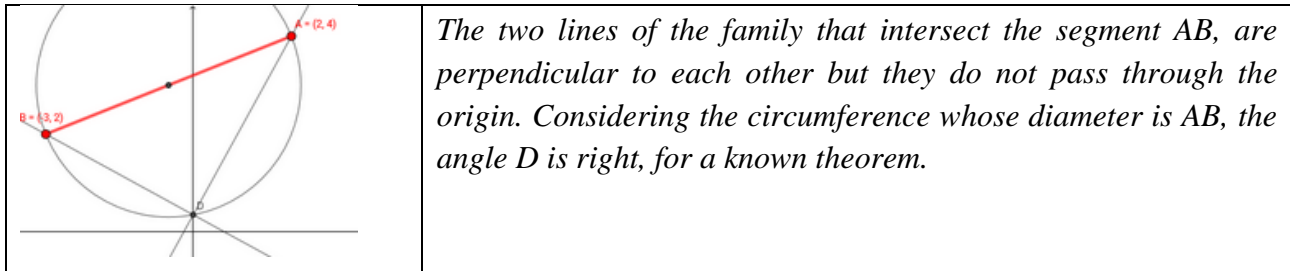 A = (2, 4)
B = (-3, 2)
D
The two lines of the family that intersect the segment AB, are
perpendicular to each other but they do not pass through the
origin. Considering the circumference whose diameter is AB, the
angle D is right, for a known theorem.